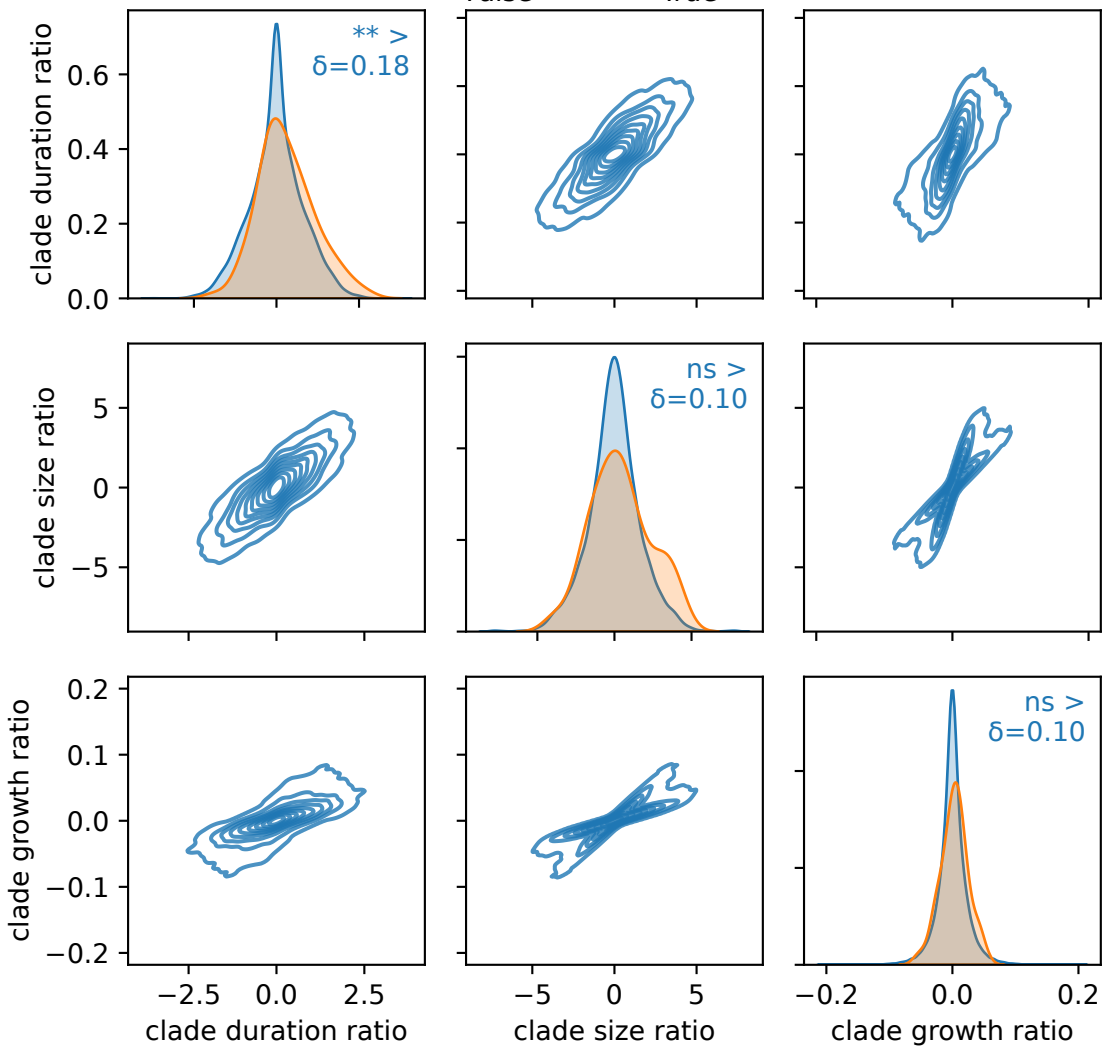 clade duration ratio
0.6
0.4
0.2
0.0
** >
δ=0.18
clade size ratio
5
0
−5
ns >
δ=0.10
clade growth ratio
0.2
0.1
0.0
−0.1
−0.2
ns >
δ=0.10
−2.5 0.0 2.5
−5 0 5
−0.2 0.0 0.2
clade duration ratio
clade size ratio
clade growth ratio